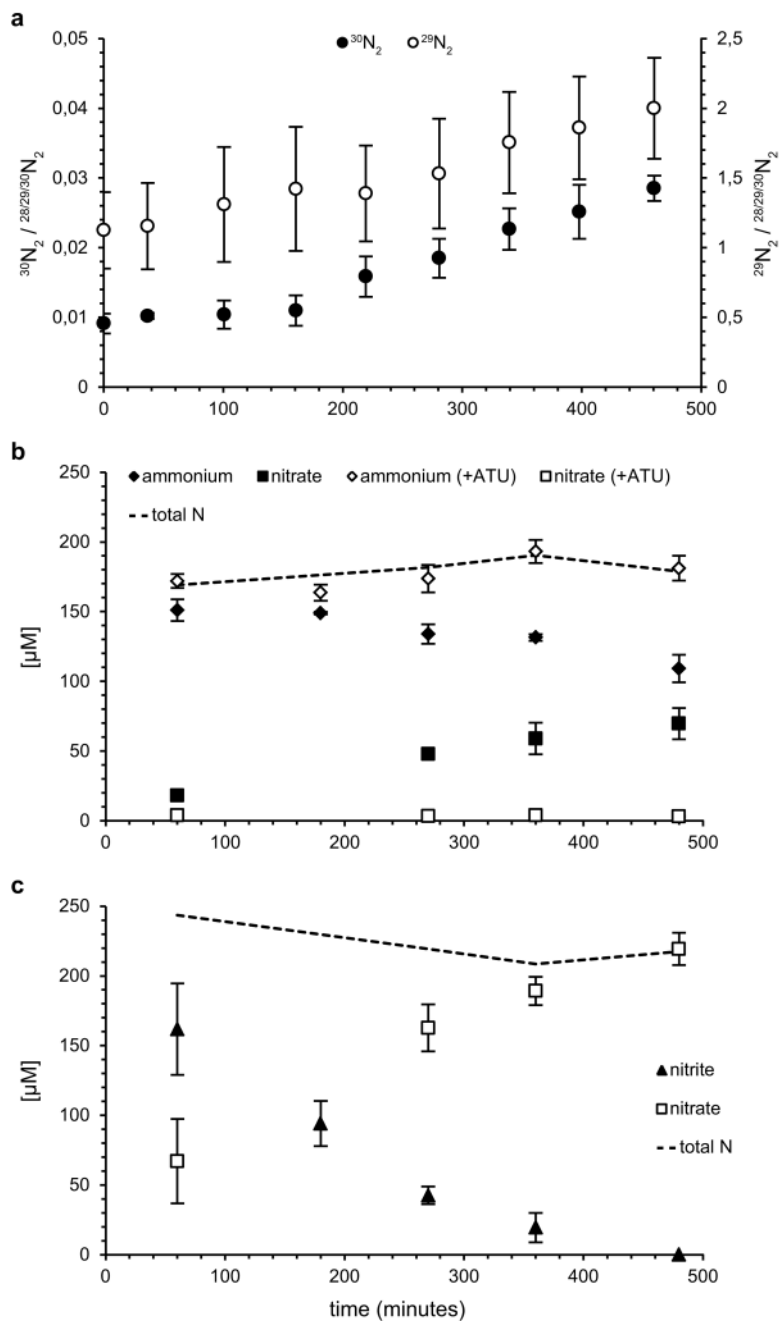 a
³⁰N₂ ²⁹N₂
0,05 2,5
0,04 2
0,03 1,5
0,02 1
0,01 0,5
0 0
³⁰N₂ / ²⁸/²⁹/³⁰N₂
²⁹N₂ / ²⁸/²⁹/³⁰N₂
0 100 200 300 400 500
b
250
ammonium nitrate ammonium (+ATU) nitrate (+ATU)
total N
200
150
100
50
0
[µM]
0 100 200 300 400 500
c
250
200
150
100
50
0
[µM]
nitrite
nitrate
total N
0 100 200 300 400 500
time (minutes)